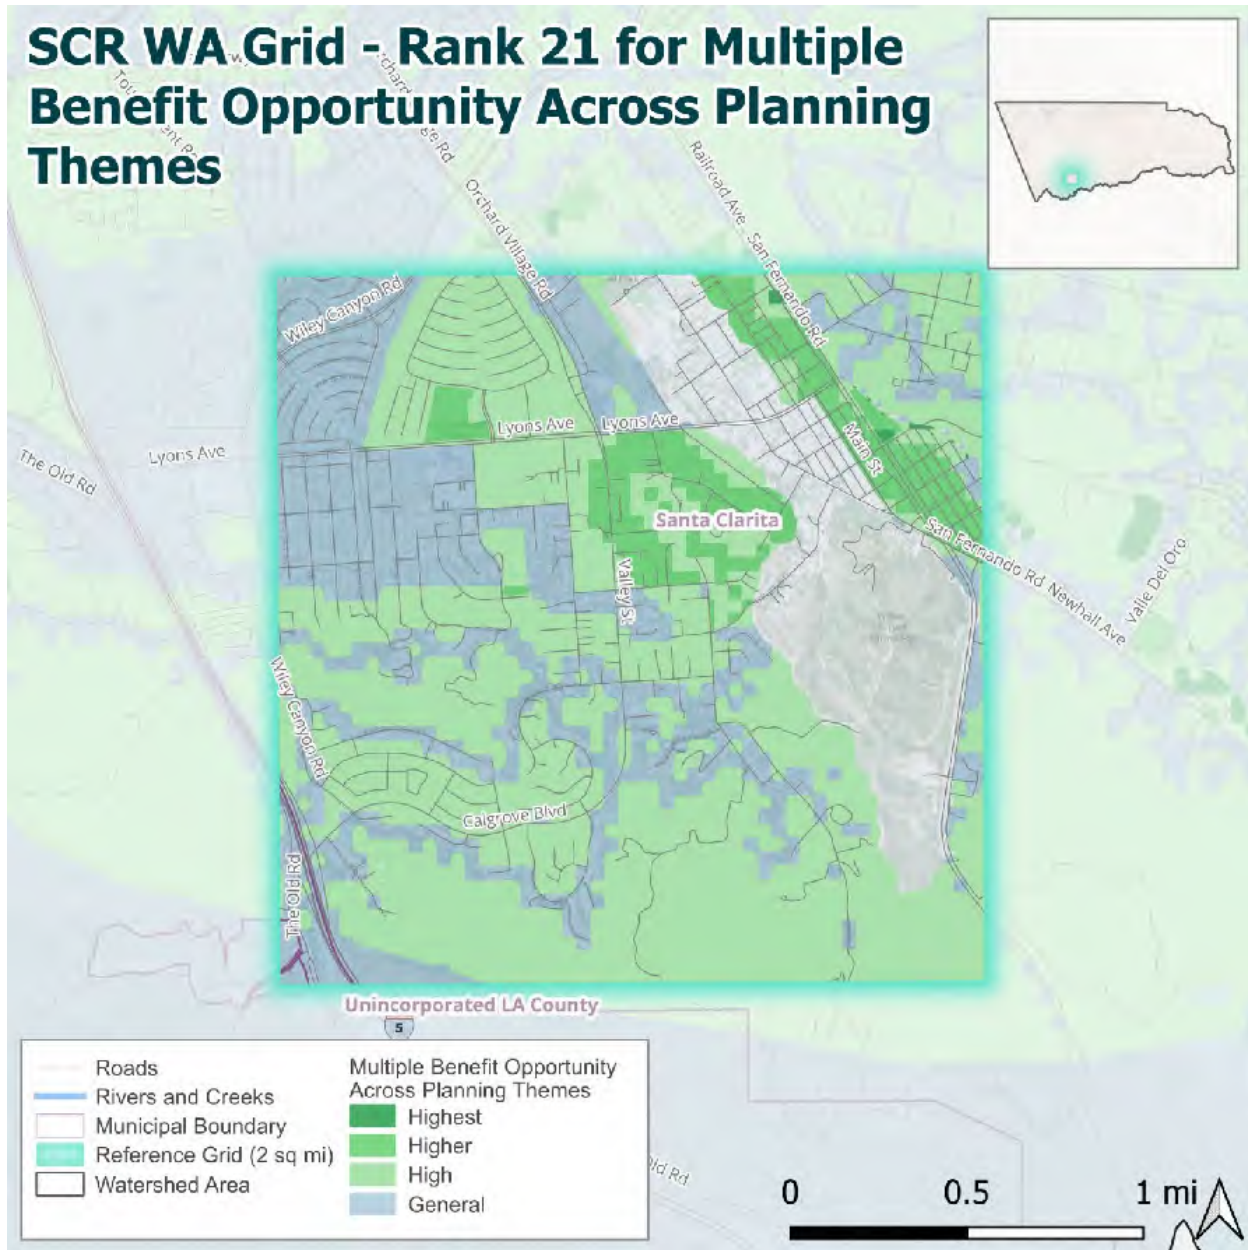 SCR WA Grid - Rank 21 for Multiple
Benefit Opportunity Across Planning
Themes
Orchard Village Rd
Railroad Ave
San Fernando Rd
Wiley Canyon Rd
Lyons Ave
Lyons Ave
Lyons Ave
The Old Rd
Main St
Santa Clarita
San Fernando Rd
Newhall Ave
Valle Del Oro
Valley St
Wiley Canyon Rd
Calgrove Blvd
The Old Rd
Unincorporated LA County
5
Roads
Rivers and Creeks
Municipal Boundary
Reference Grid (2 sq mi)
Watershed Area
Multiple Benefit Opportunity
Across Planning Themes
Highest
Higher
High
General
Old Rd
0 0.5 1 mi